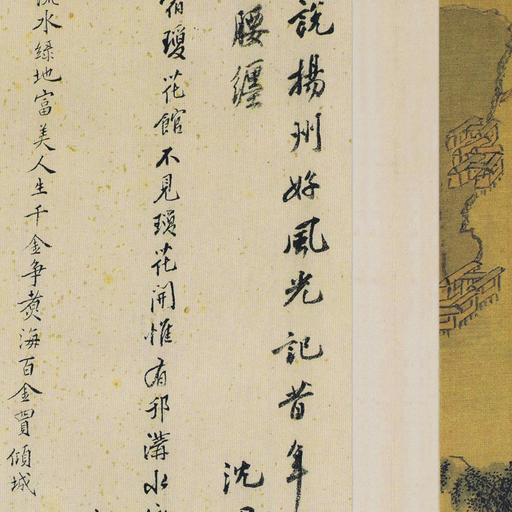 說揚州好風光記昔年
腰纏
沈
宿瓊花館不見瓊花開惟有邗溝水
流水綠地富美人生千金爭賣海百金買傾城